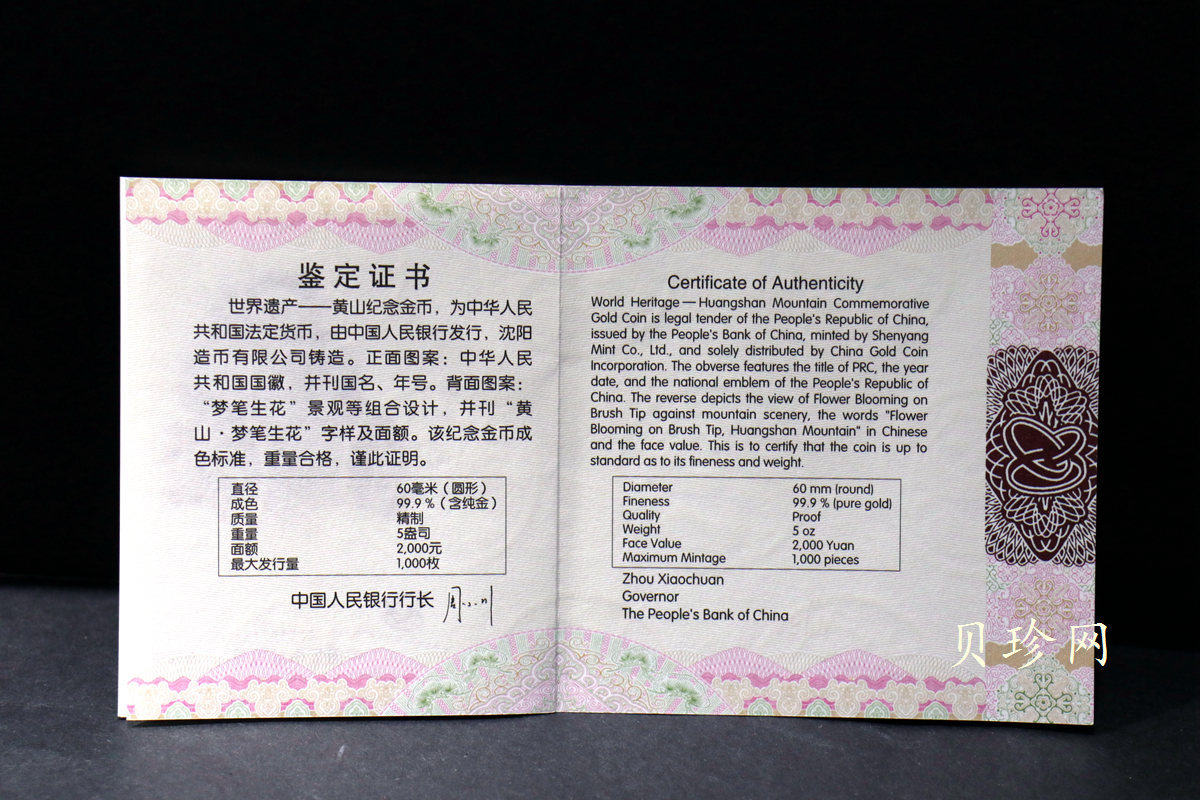 鉴定证书
世界遗产——黄山纪念金币，为中华人民
共和国法定货币，由中国人民银行发行，沈阳
造币有限公司铸造。正面图案：中华人民
共和国国徽，并刊国名、年号。背面图案：
“梦笔生花”景观等组合设计，并刊“黄
山·梦笔生花”字样及面额。该纪念金币成
色标准，重量合格，谨此证明。
直径 60毫米（圆形）
成色 99.9％（含纯金）
质量 精制
重量 5盎司
面额 2,000元
最大发行量 1,000枚
中国人民银行行长
Certificate of Authenticity
World Heritage — Huangshan Mountain Commemorative
Gold Coin is legal tender of the People's Republic of China,
issued by the People's Bank of China, minted by Shenyang
Mint Co., Ltd., and solely distributed by China Gold Coin
Incorporation. The obverse features the title of PRC, the year
date, and the national emblem of the People's Republic of
China. The reverse depicts the view of Flower Blooming on
Brush Tip against mountain scenery, the words "Flower
Blooming on Brush Tip, Huangshan Mountain" in Chinese
and the face value. This is to certify that the coin is up to
standard as to its fineness and weight.
Diameter 60 mm (round)
Fineness 99.9 % (pure gold)
Quality Proof
Weight 5 oz
Face Value 2,000 Yuan
Maximum Mintage 1,000 pieces
Zhou Xiaochuan
Governor
The People's Bank of China
贝珍网